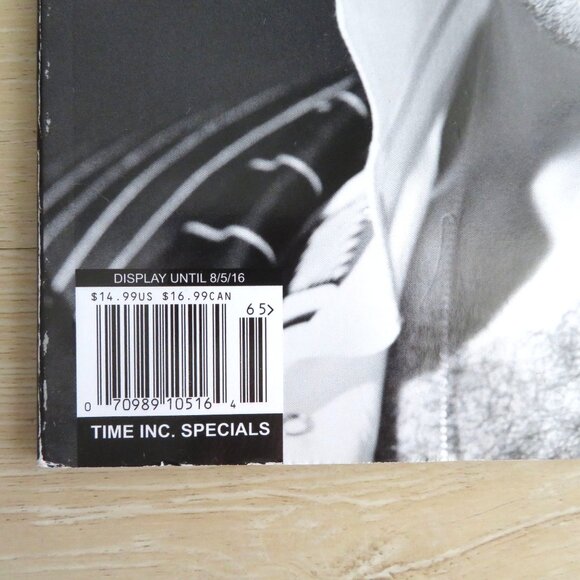 DISPLAY UNTIL 8/5/16
$14.99US $16.99CAN
65>
0 70989 10516 4
TIME INC. SPECIALS